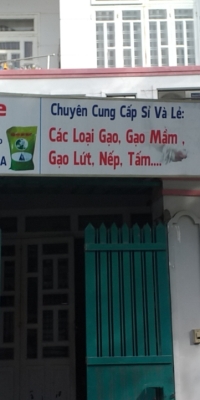 Chuyên Cung Cấp Sỉ Và Lẻ:
Các Loại Gạo, Gạo Mầm ,
Gạo Lứt, Nếp, Tấm....